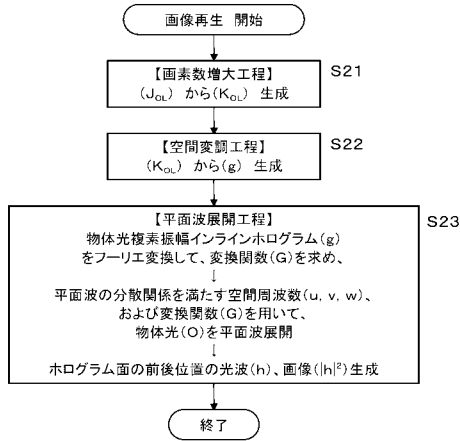 画像再生 開始
【画素数増大工程】
(J_OL) から(K_OL) 生成
S21
【空間変調工程】
(K_OL) から(g) 生成
S22
【平面波展開工程】
S23
物体光複素振幅インラインホログラム(g)
をフーリエ変換して、変換関数(G)を求め、
↓
平面波の分散関係を満たす空間周波数(u, v, w)、
および変換関数(G)を用いて、
物体光(O)を平面波展開
↓
ホログラム面の前後位置の光波(h)、画像(|h|²)生成
終了